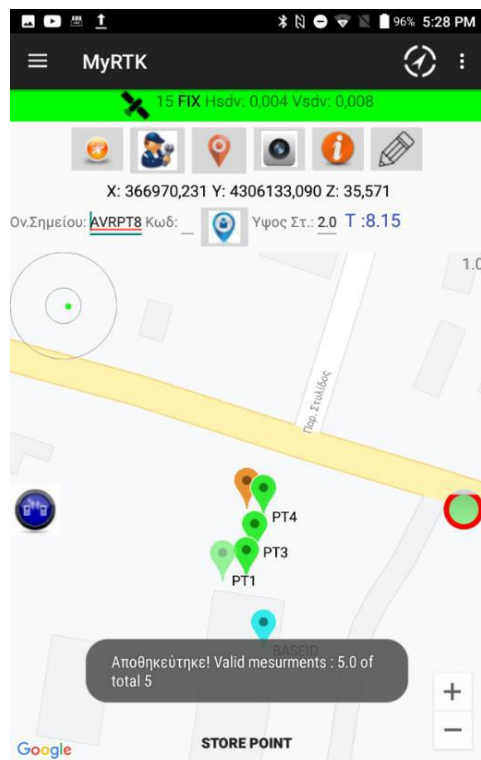 96% 5:28 PM
MyRTK
15 FIX Hsdv: 0,004 Vsdv: 0,008
X: 366970,231 Y: 4306133,090 Z: 35,571
Ον.Σημείου: AVRPT8 Κωδ: Υψος Στ.: 2.0 T :8.15
1.0
Παρ. Στυλίδος
PT4
PT3
PT1
BASEID
Αποθηκεύτηκε! Valid mesurments : 5.0 of
total 5
+
−
Google
STORE POINT